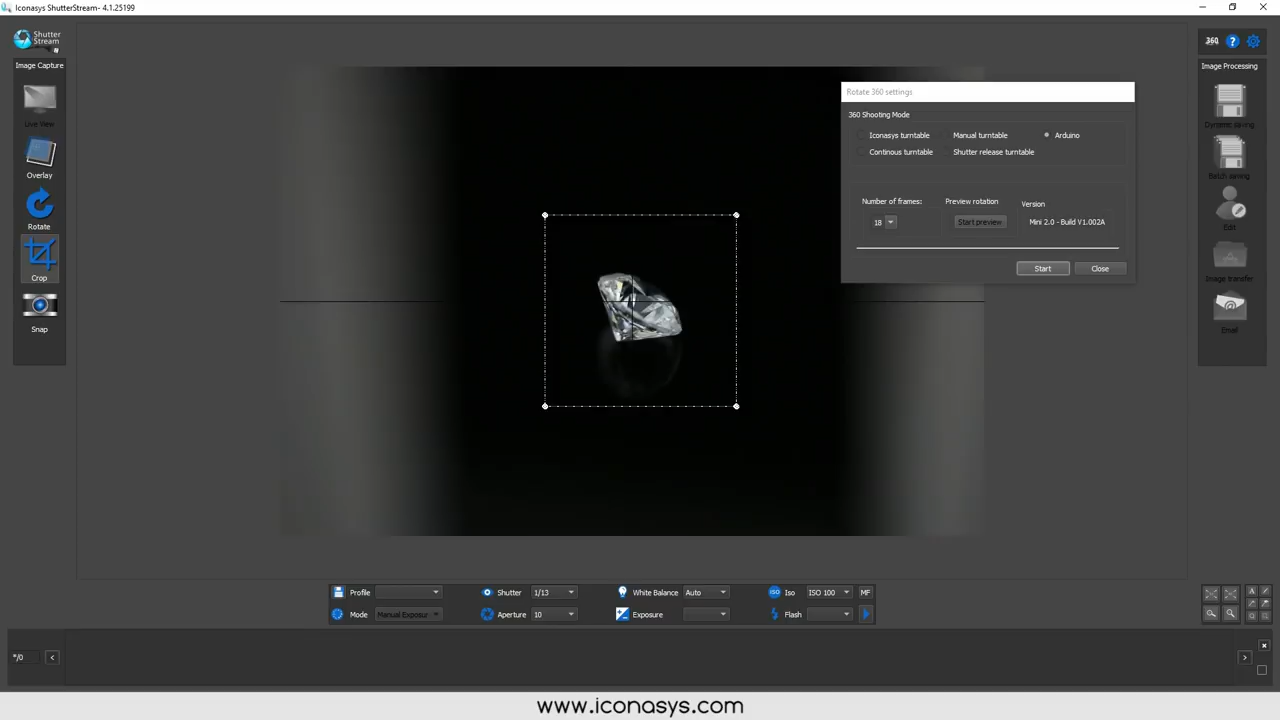 Iconasys ShutterStream- 4.1.25199
Shutter
Stream
Image Capture
Live View
Overlay
Rotate
Crop
Snap
360
?
Image Processing
Dynamic saving
Batch saving
Edit
Image transfer
@
Email
Rotate 360 settings
360 Shooting Mode
Iconasys turntable
Manual turntable
Arduino
Continous turntable
Shutter release turntable
Number of frames:
Preview rotation
Version
18
Start preview
Mini 2.0 - Build V1.002A
Start
Close
Profile
Shutter
1/13
White Balance
Auto
ISO
Iso
ISO 100
MF
Mode
Manual Exposur
Aperture
10
Exposure
Flash
A
*/0
<
>
www.iconasys.com